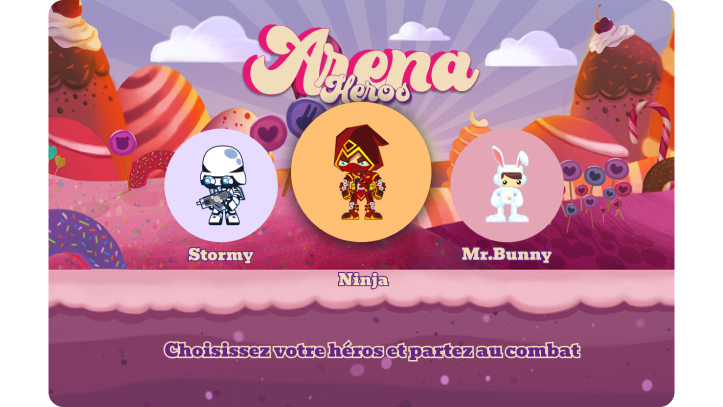 Arena
Héros
Stormy
Mr.Bunny
Ninja
Choisissez votre héros et partez au combat